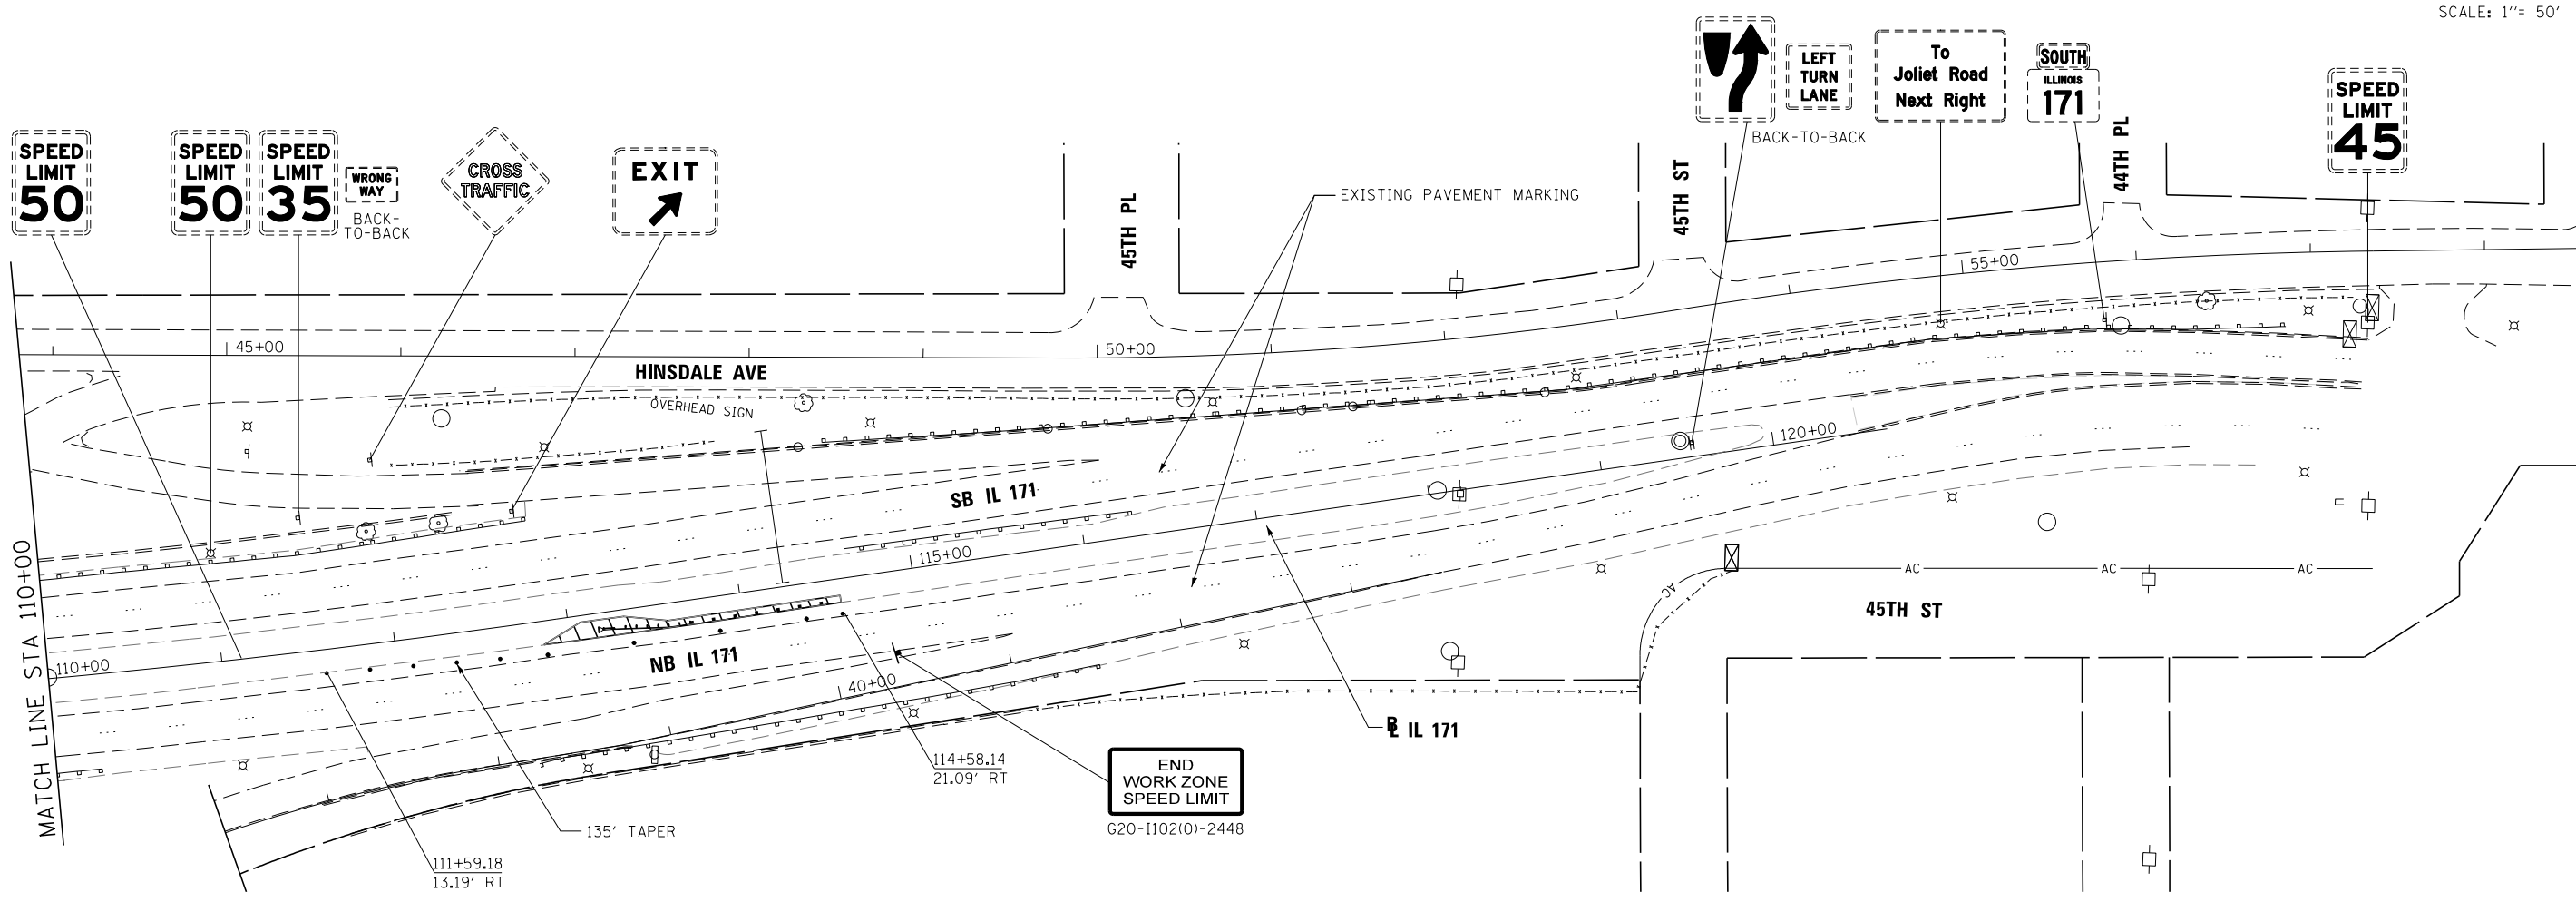 SCALE: 1''= 50'
SPEED
LIMIT
50
SPEED
LIMIT
50
SPEED
LIMIT
35
WRONG
WAY
BACK-
TO-BACK
CROSS
TRAFFIC
EXIT
45TH PL
EXISTING PAVEMENT MARKING
45TH ST
LEFT
TURN
LANE
BACK-TO-BACK
To
Joliet Road
Next Right
SOUTH
ILLINOIS
171
44TH PL
SPEED
LIMIT
45
45+00
50+00
55+00
HINSDALE AVE
OVERHEAD SIGN
SB IL 171
115+00
120+00
MATCH LINE STA 110+00
110+00
NB IL 171
40+00
AC
AC
AC
AC
45TH ST
IL 171
114+58.14
21.09' RT
END
WORK ZONE
SPEED LIMIT
G20-I102(0)-2448
135' TAPER
111+59.18
13.19' RT